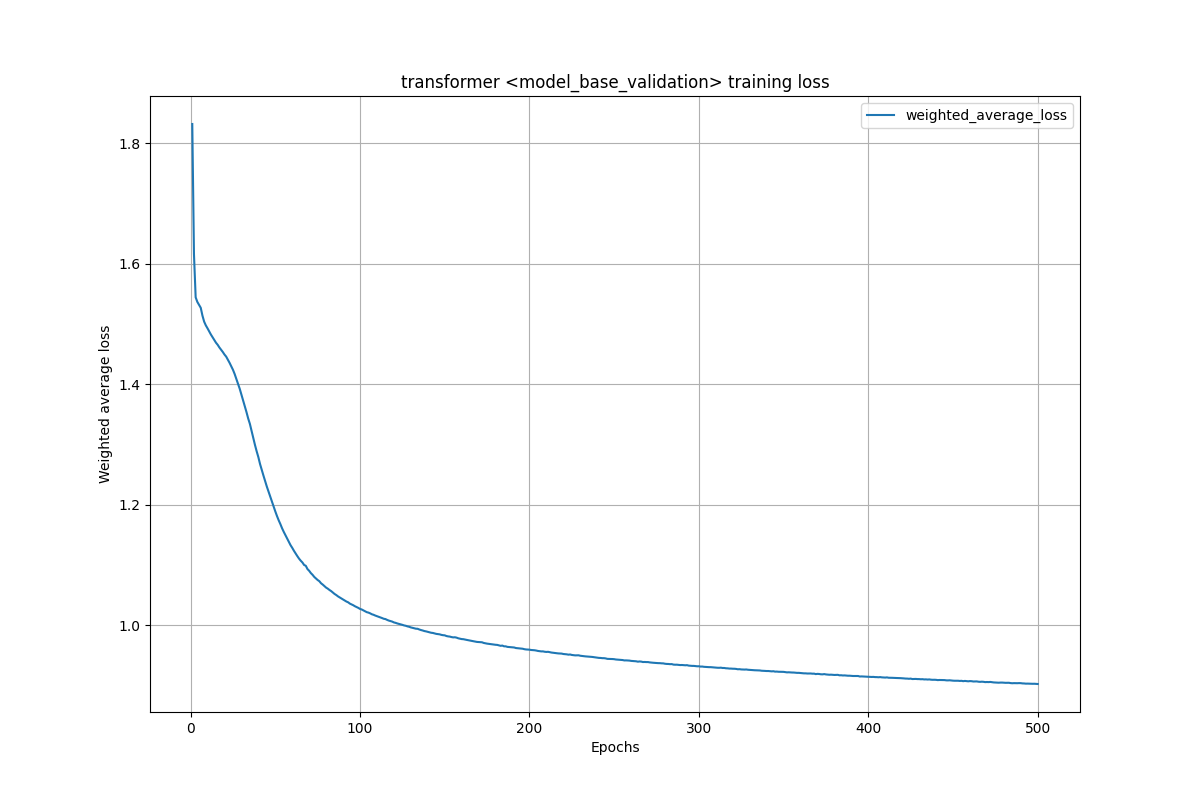 transformer <model_base_validation> training loss
weighted_average_loss
Weighted average loss
1.8
1.6
1.4
1.2
1.0
0 100 200 300 400 500
Epochs